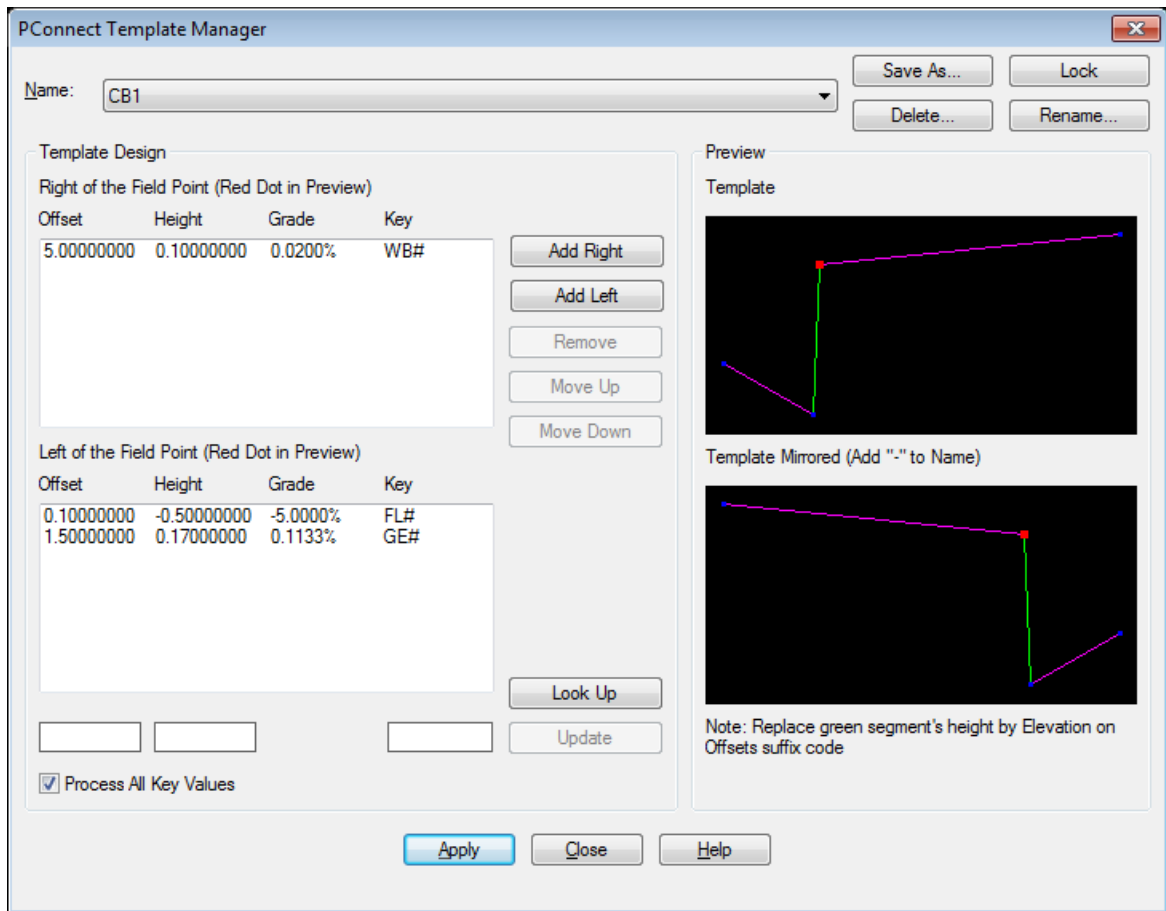 PConnect Template Manager
Name: CB1
Save As... Lock
Delete... Rename...
Template Design
Right of the Field Point (Red Dot in Preview)
Offset Height Grade Key
5.00000000 0.10000000 0.0200% WB#
Add Right
Add Left
Remove
Move Up
Move Down
Left of the Field Point (Red Dot in Preview)
Offset Height Grade Key
0.10000000 -0.50000000 -5.0000% FL#
1.50000000 0.17000000 0.1133% GE#
Look Up
Update
Process All Key Values
Preview
Template
Template Mirrored (Add "-" to Name)
Note: Replace green segment's height by Elevation on
Offsets suffix code
Apply Close Help